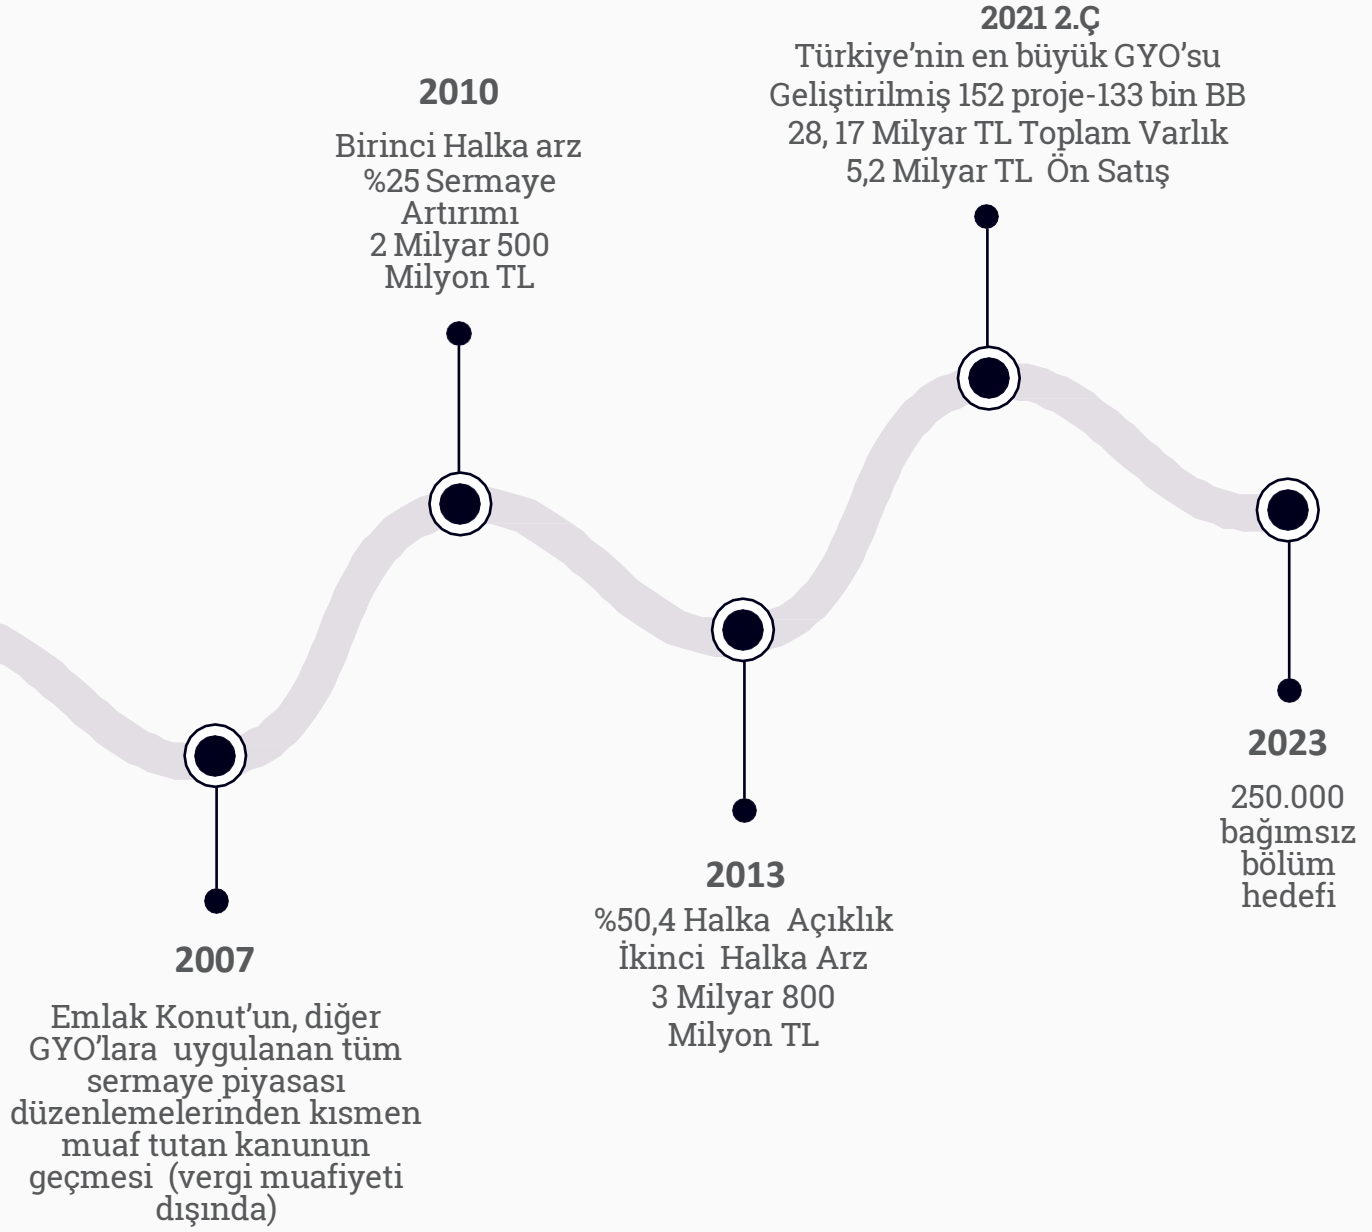 2007
Emlak Konut’un, diğer
GYO’lara uygulanan tüm
sermaye piyasası
düzenlemelerinden kısmen
muaf tutan kanunun
geçmesi (vergi muafiyeti
dışında)
2010
Birinci Halka arz
%25 Sermaye
Artırımı
2 Milyar 500
Milyon TL
2013
%50,4 Halka Açıklık
İkinci Halka Arz
3 Milyar 800
Milyon TL
2021 2.Ç
Türkiye’nin en büyük GYO’su
Geliştirilmiş 152 proje-133 bin BB
28, 17 Milyar TL Toplam Varlık
5,2 Milyar TL Ön Satış
2023
250.000
bağımsız
bölüm
hedefi